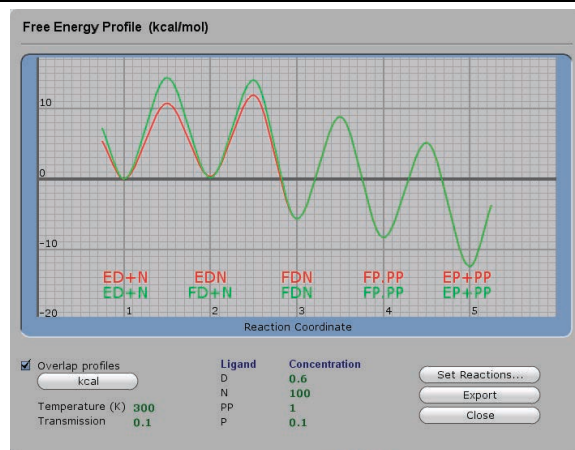 Free Energy Profile (kcal/mol)
10
0
-10
-20
ED+N EDN FDN FP.PP EP+PP
ED+N FD+N FDN FP.PP EP+PP
1 2 3 4 5
Reaction Coordinate
Overlap profiles
kcal
Temperature (K) 300
Transmission 0.1
Ligand Concentration
D 0.6
N 100
PP 1
P 0.1
Set Reactions...
Export
Close